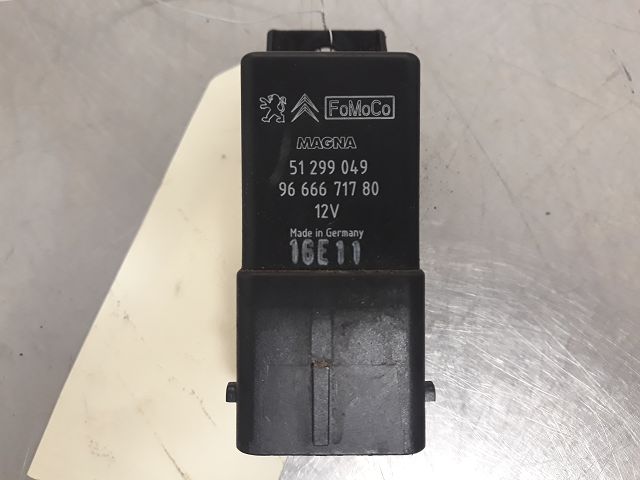 FoMoCo
MAGNA
51 299 049
96 666 717 80
12V
Made in Germany
16E11